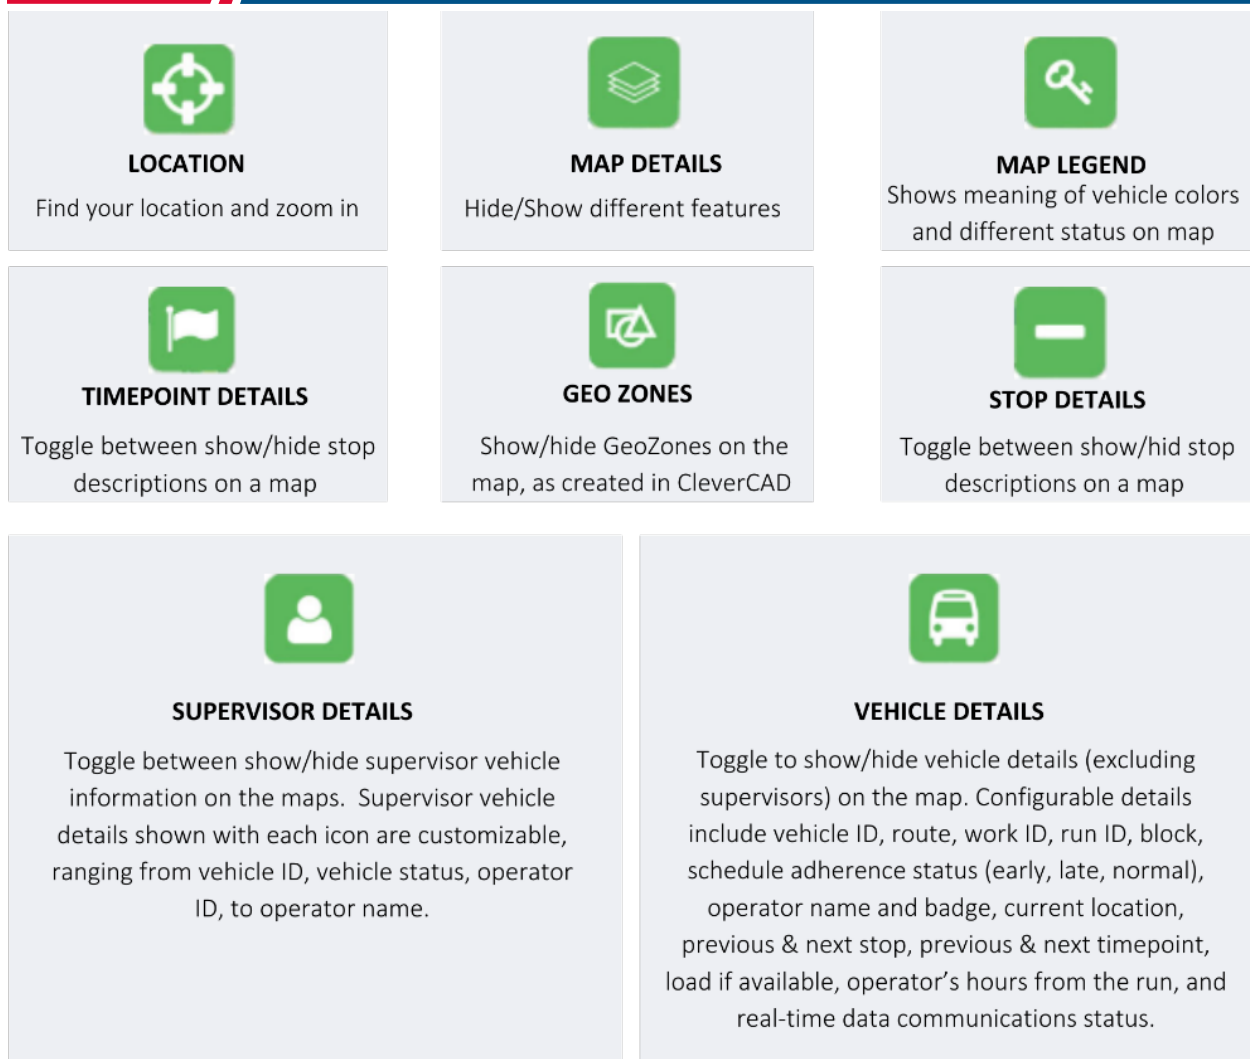 LOCATION
Find your location and zoom in
MAP DETAILS
Hide/Show different features
MAP LEGEND
Shows meaning of vehicle colors
and different status on map
TIMEPOINT DETAILS
Toggle between show/hide stop
descriptions on a map
GEO ZONES
Show/hide GeoZones on the
map, as created in CleverCAD
STOP DETAILS
Toggle between show/hid stop
descriptions on a map
SUPERVISOR DETAILS
Toggle between show/hide supervisor vehicle
information on the maps.  Supervisor vehicle
details shown with each icon are customizable,
ranging from vehicle ID, vehicle status, operator
ID, to operator name.
VEHICLE DETAILS
Toggle to show/hide vehicle details (excluding
supervisors) on the map. Configurable details
include vehicle ID, route, work ID, run ID, block,
schedule adherence status (early, late, normal),
operator name and badge, current location,
previous & next stop, previous & next timepoint,
load if available, operator’s hours from the run, and
real-time data communications status.